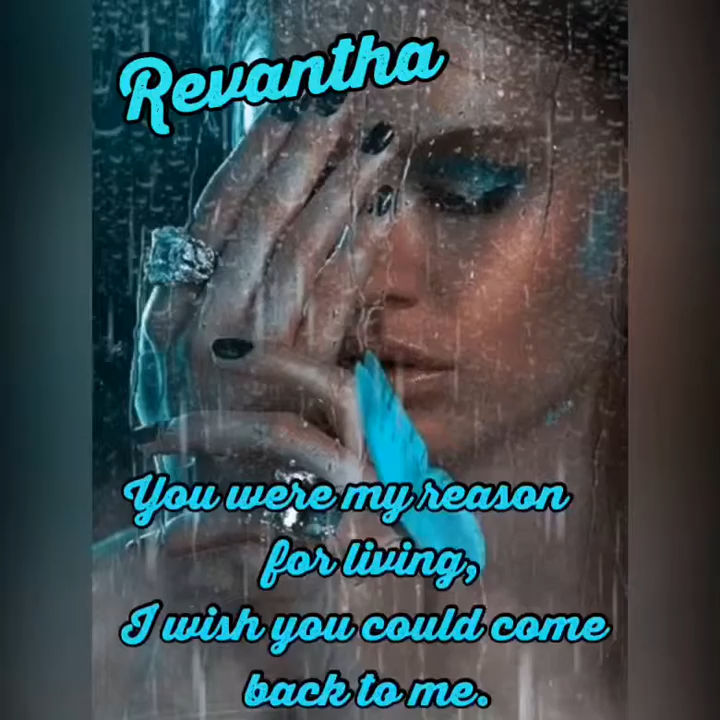 Revantha
You were my reason
for living,
I wish you could come
back to me.